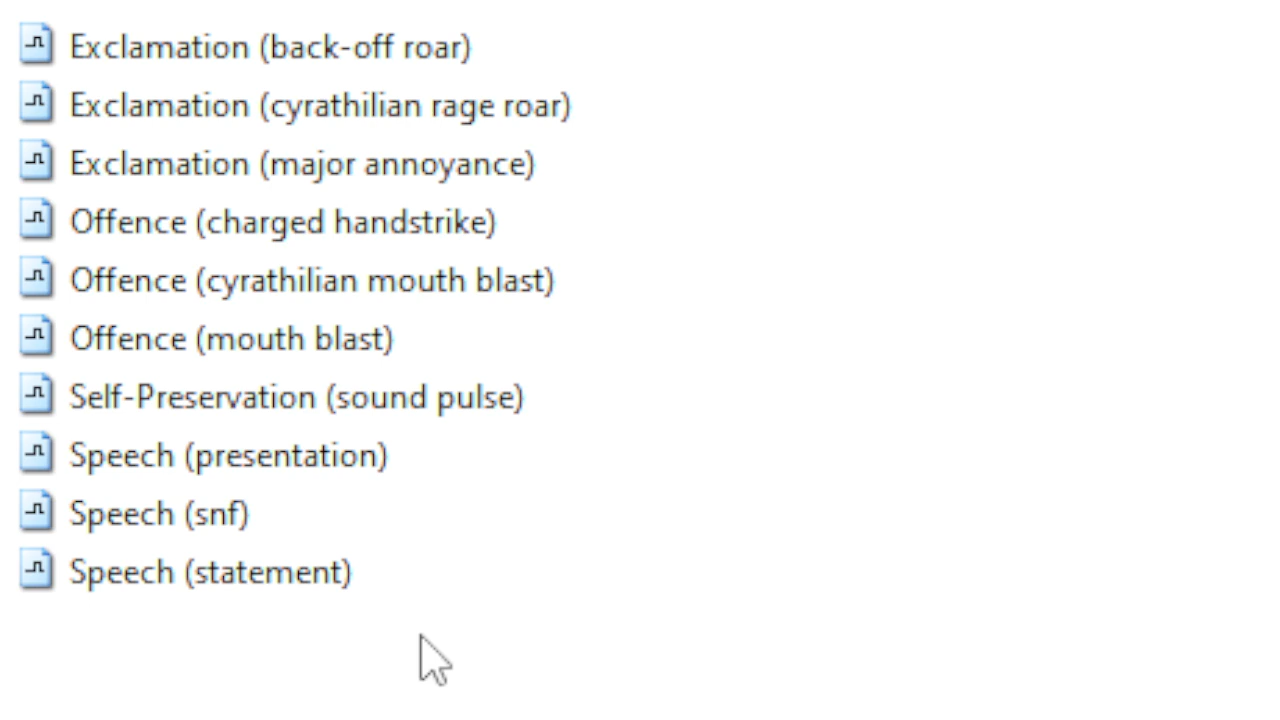 Exclamation (back-off roar)
Exclamation (cyrathilian rage roar)
Exclamation (major annoyance)
Offence (charged handstrike)
Offence (cyrathilian mouth blast)
Offence (mouth blast)
Self-Preservation (sound pulse)
Speech (presentation)
Speech (snf)
Speech (statement)